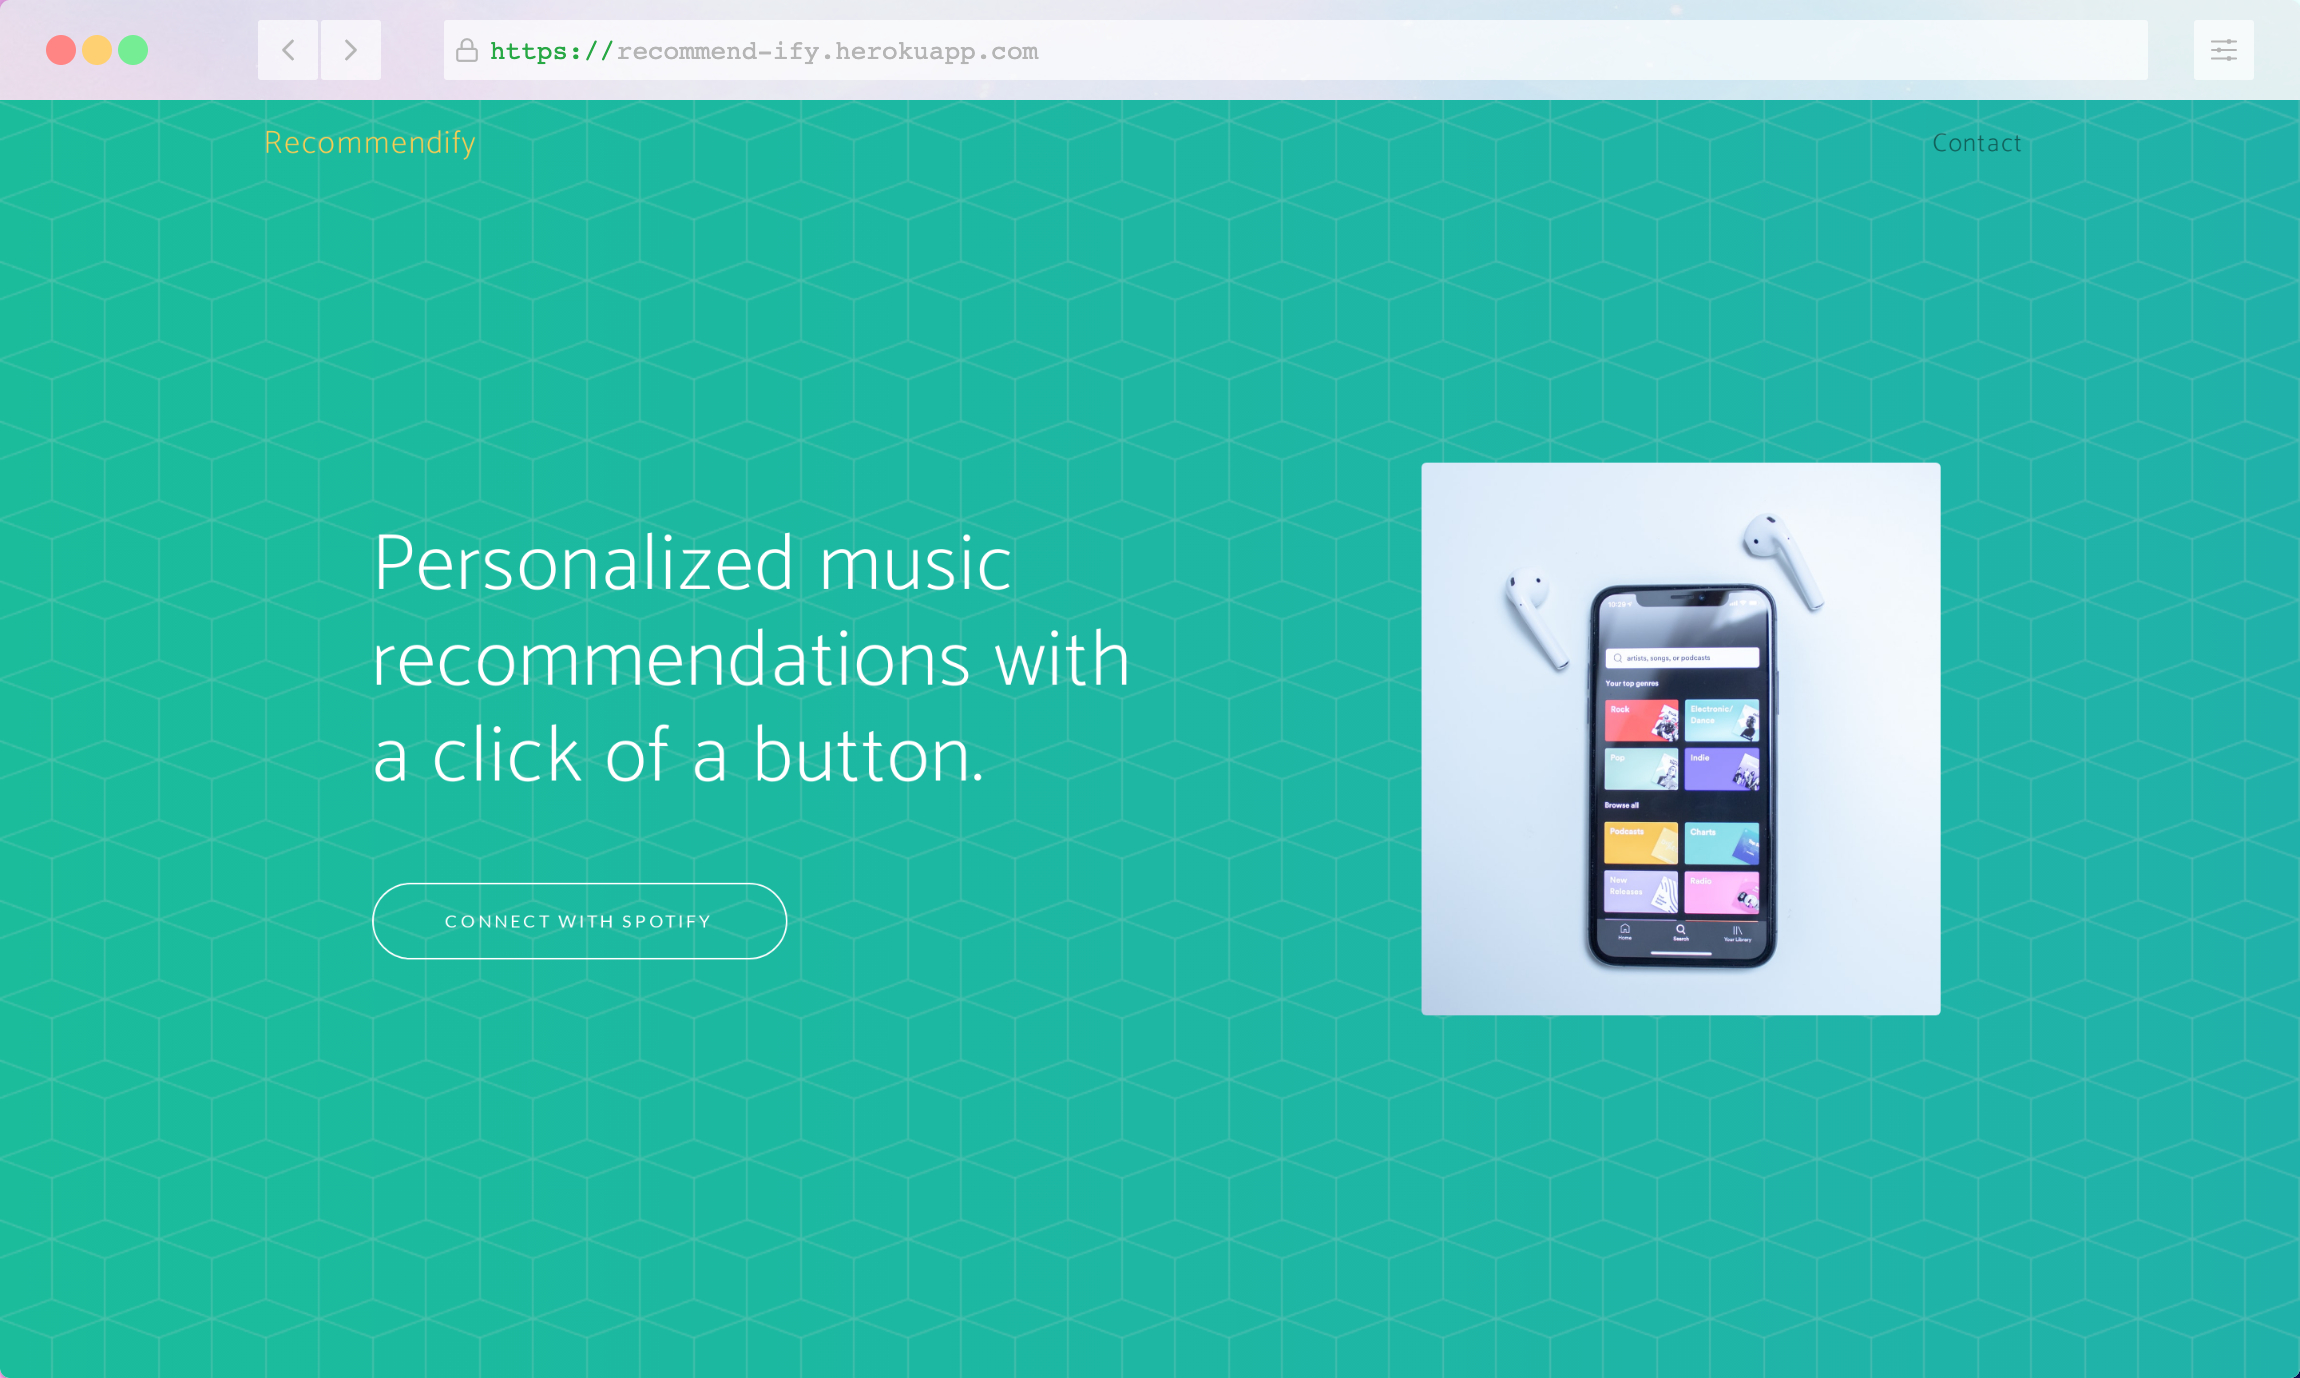 https://recommend-ify.herokuapp.com
Recommendify
Contact
Personalized music
recommendations with
a click of a button.
CONNECT WITH SPOTIFY
10:29
artists, songs, or podcasts
Your top genres
Rock
Electronic/
Dance
Pop
Indie
Browse all
Podcasts
Charts
New
Releases
Radio
Home
Search
Your Library